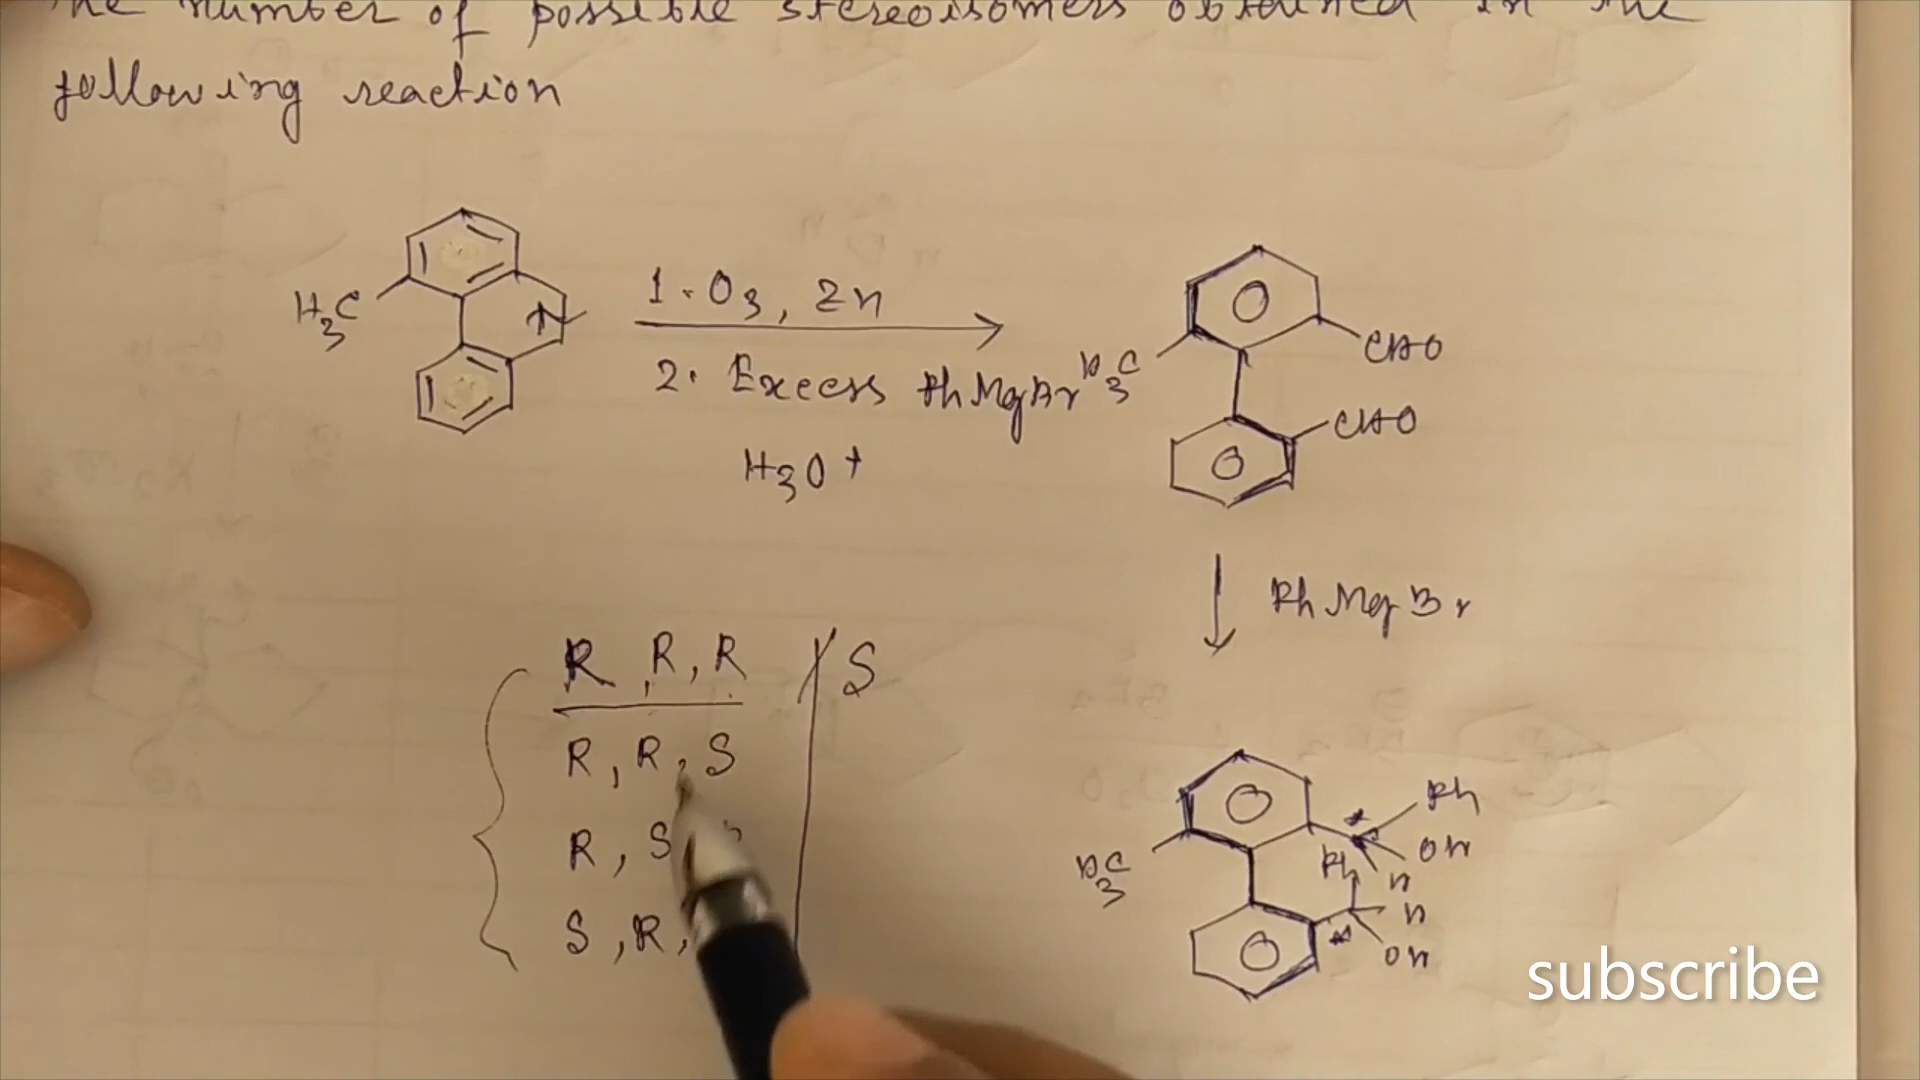 The number of possible stereoisomers obtained in the
following reaction
H3C
1. O3, Zn
2. Excess PhMgBr
H3O+
H3C
CHO
CHO
PhMgBr
R, R, R / S
R, R, S
R, S
S, R,
H3C
Ph
OH
H
Ph
H
OH
subscribe